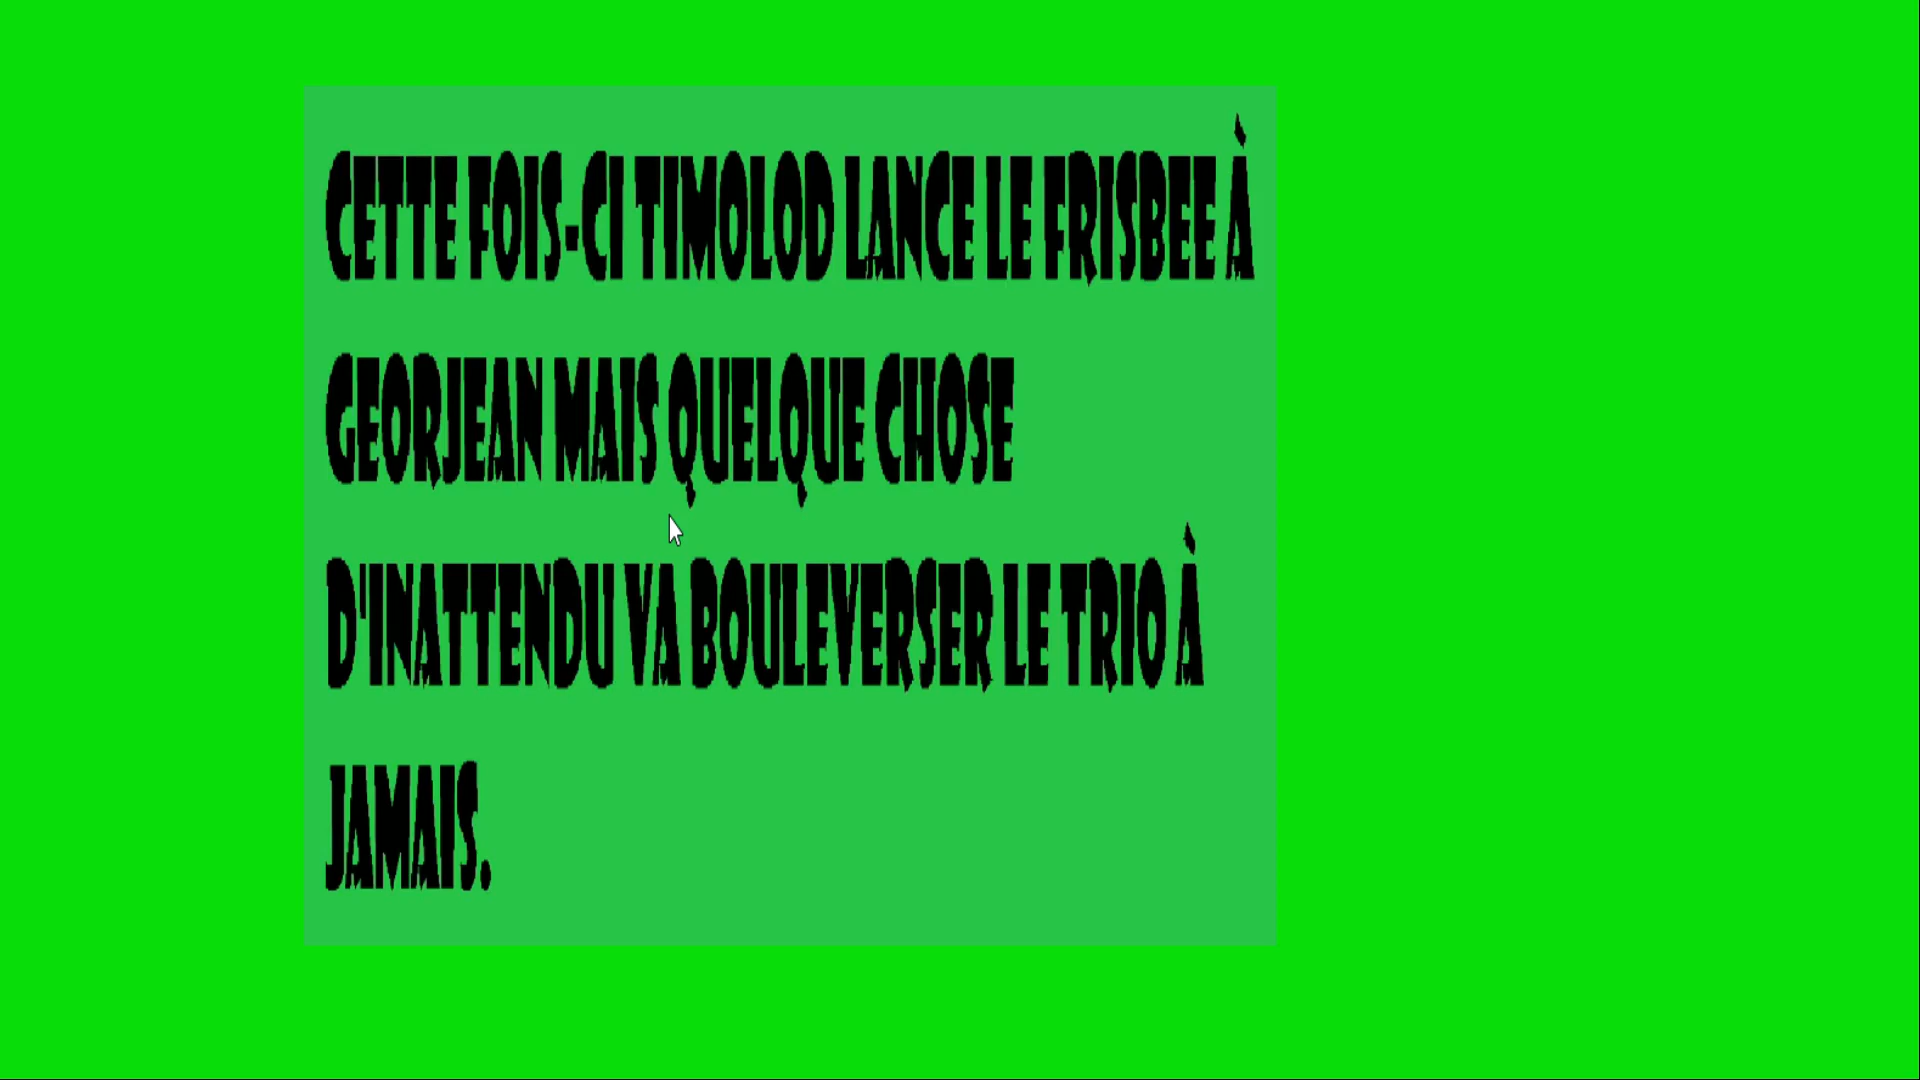 CETTE FOIS-CI TIMOLOD LANCE LE FRISBEE À
GEORJEAN MAIS QUELQUE CHOSE
D'INATTENDU VA BOULEVERSER LE TRIO À
JAMAIS.